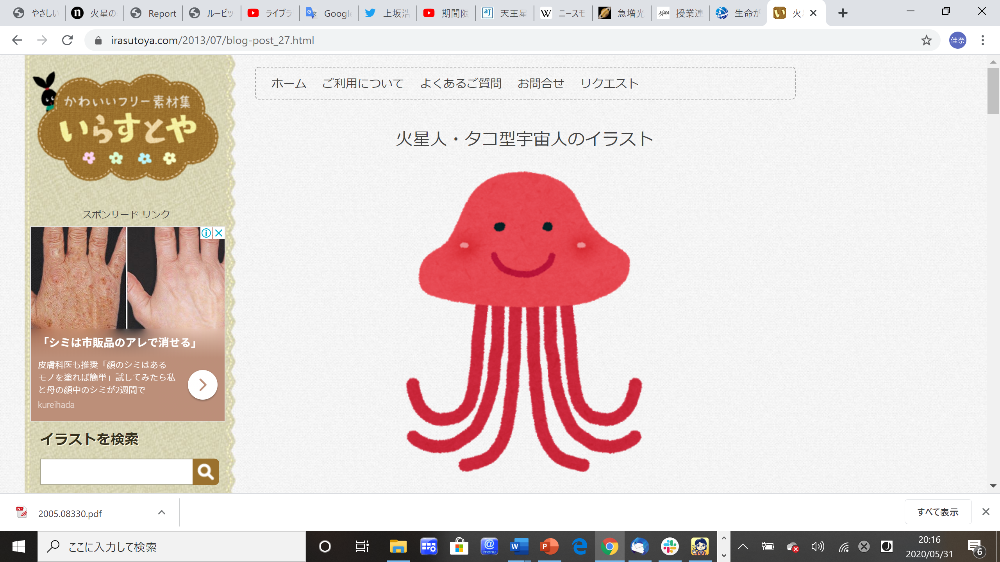 やさしい
火星の
Report
ルービッ
ライブラ
Google
上坂浩
期間限
天王星
ニースモ
急増光
授業連
生命が
火
irasutoya.com/2013/07/blog-post_27.html
佳奈
かわいいフリー素材集
いらすとや
ホーム ご利用について よくあるご質問 お問合せ リクエスト
火星人・タコ型宇宙人のイラスト
スポンサード リンク
「シミは市販品のアレで消せる」
皮膚科医も推奨「顔のシミはある
モノを塗れば簡単」試してみたら私
と母の顔中のシミが2週間で
kureihada
イラストを検索
2005.08330.pdf
すべて表示
ここに入力して検索
20:16
2020/05/31
6